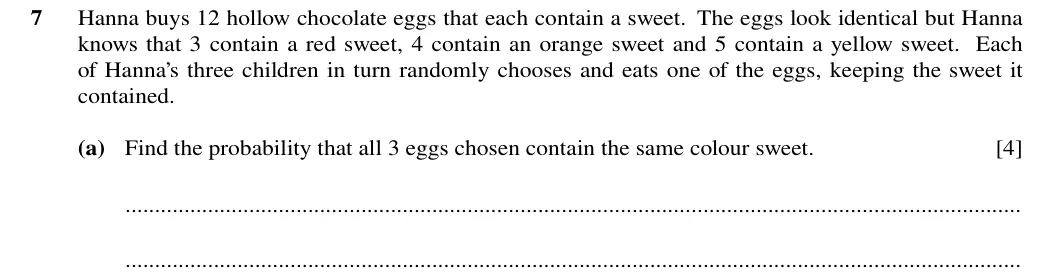 7 Hanna buys 12 hollow chocolate eggs that each contain a sweet. The eggs look identical but Hanna
knows that 3 contain a red sweet, 4 contain an orange sweet and 5 contain a yellow sweet. Each
of Hanna's three children in turn randomly chooses and eats one of the eggs, keeping the sweet it
contained.
(a) Find the probability that all 3 eggs chosen contain the same colour sweet. [4]